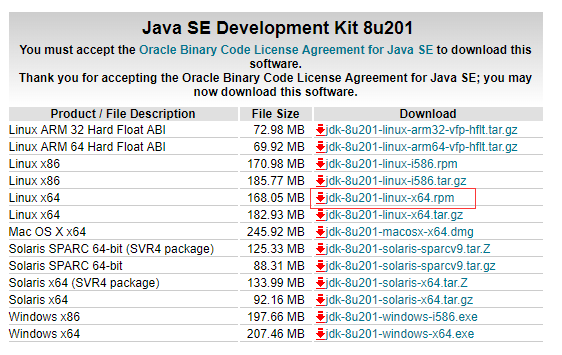 Java SE Development Kit 8u201
You must accept the Oracle Binary Code License Agreement for Java SE to download this
software.
Thank you for accepting the Oracle Binary Code License Agreement for Java SE; you may
now download this software.
Product / File Description File Size Download
Linux ARM 32 Hard Float ABI 72.98 MB jdk-8u201-linux-arm32-vfp-hflt.tar.gz
Linux ARM 64 Hard Float ABI 69.92 MB jdk-8u201-linux-arm64-vfp-hflt.tar.gz
Linux x86 170.98 MB jdk-8u201-linux-i586.rpm
Linux x86 185.77 MB jdk-8u201-linux-i586.tar.gz
Linux x64 168.05 MB jdk-8u201-linux-x64.rpm
Linux x64 182.93 MB jdk-8u201-linux-x64.tar.gz
Mac OS X x64 245.92 MB jdk-8u201-macosx-x64.dmg
Solaris SPARC 64-bit (SVR4 package) 125.33 MB jdk-8u201-solaris-sparcv9.tar.Z
Solaris SPARC 64-bit 88.31 MB jdk-8u201-solaris-sparcv9.tar.gz
Solaris x64 (SVR4 package) 133.99 MB jdk-8u201-solaris-x64.tar.Z
Solaris x64 92.16 MB jdk-8u201-solaris-x64.tar.gz
Windows x86 197.66 MB jdk-8u201-windows-i586.exe
Windows x64 207.46 MB jdk-8u201-windows-x64.exe